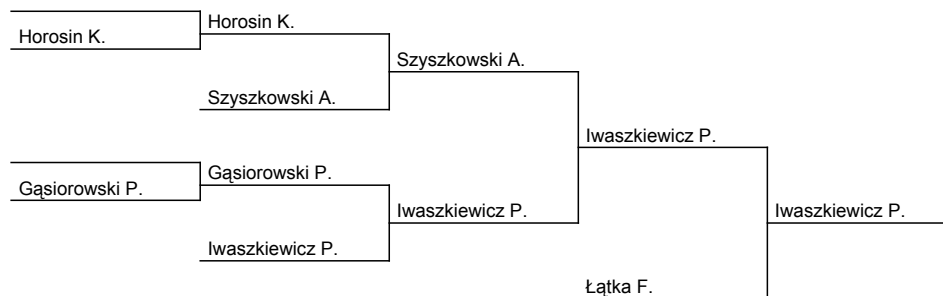 Horosin K.
Horosin K.
Szyszkowski A.
Szyszkowski A.
Iwaszkiewicz P.
Gąsiorowski P.
Gąsiorowski P.
Iwaszkiewicz P.
Iwaszkiewicz P.
Iwaszkiewicz P.
Łątka F.